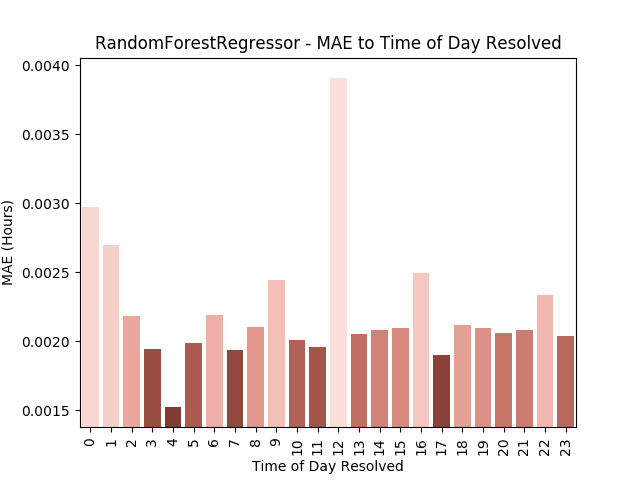 RandomForestRegressor - MAE to Time of Day Resolved
0.0040
0.0035
0.0030
0.0025
0.0020
0.0015
MAE (Hours)
0 1 2 3 4 5 6 7 8 9 10 11 12 13 14 15 16 17 18 19 20 21 22 23
Time of Day Resolved